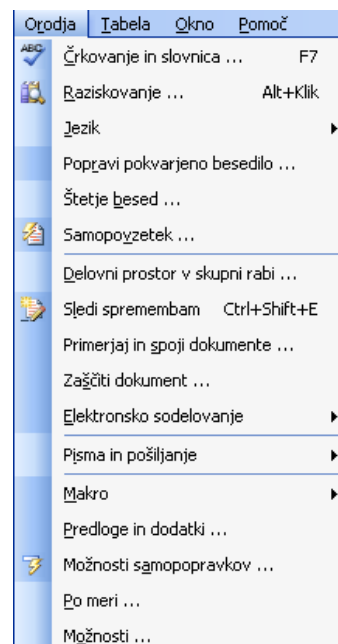 Orodja Tabela Okno Pomoč
ABC
Črkovanje in slovnica ... F7
Raziskovanje ... Alt+Klik
Jezik
Popravi pokvarjeno besedilo ...
Štetje besed ...
Samopovzetek ...
Delovni prostor v skupni rabi ...
Sledi spremembam Ctrl+Shift+E
Primerjaj in spoji dokumente ...
Zaščiti dokument ...
Elektronsko sodelovanje
Pisma in pošiljanje
Makro
Predloge in dodatki ...
Možnosti samopopravkov ...
Po meri ...
Možnosti ...